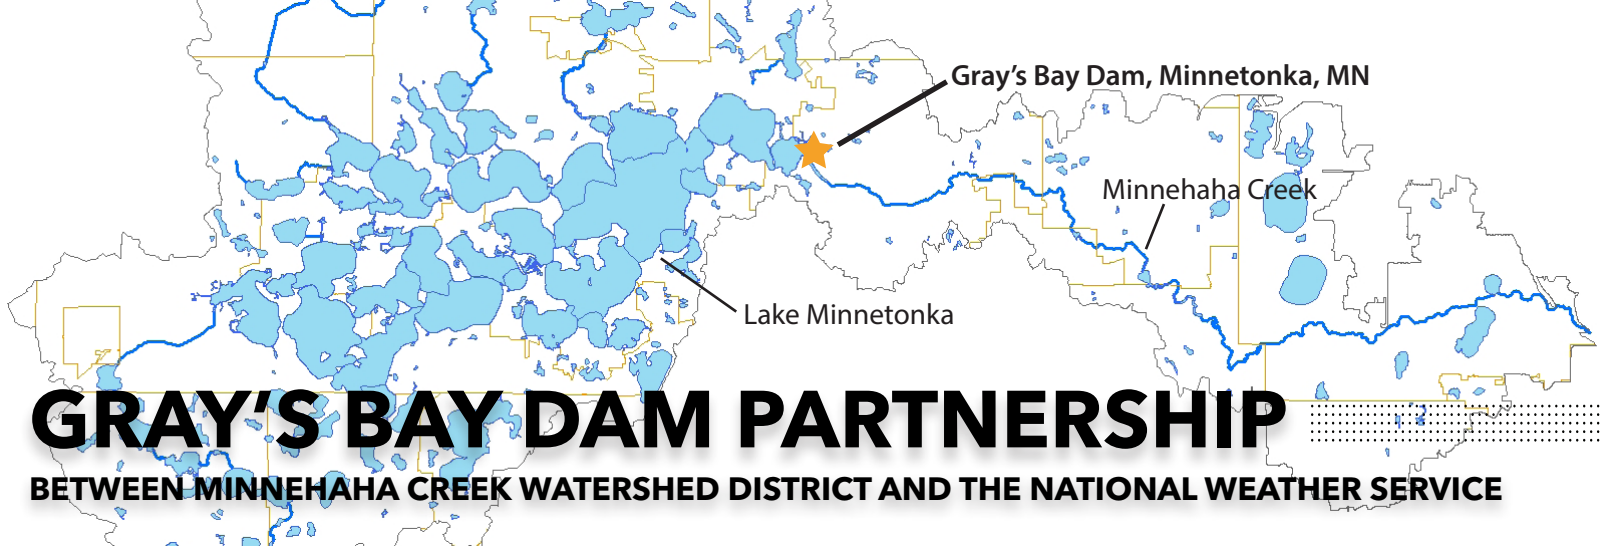 Gray’s Bay Dam, Minnetonka, MN
Minnehaha Creek
Lake Minnetonka
GRAY’S BAY DAM PARTNERSHIP
BETWEEN MINNEHAHA CREEK WATERSHED DISTRICT AND THE NATIONAL WEATHER SERVICE